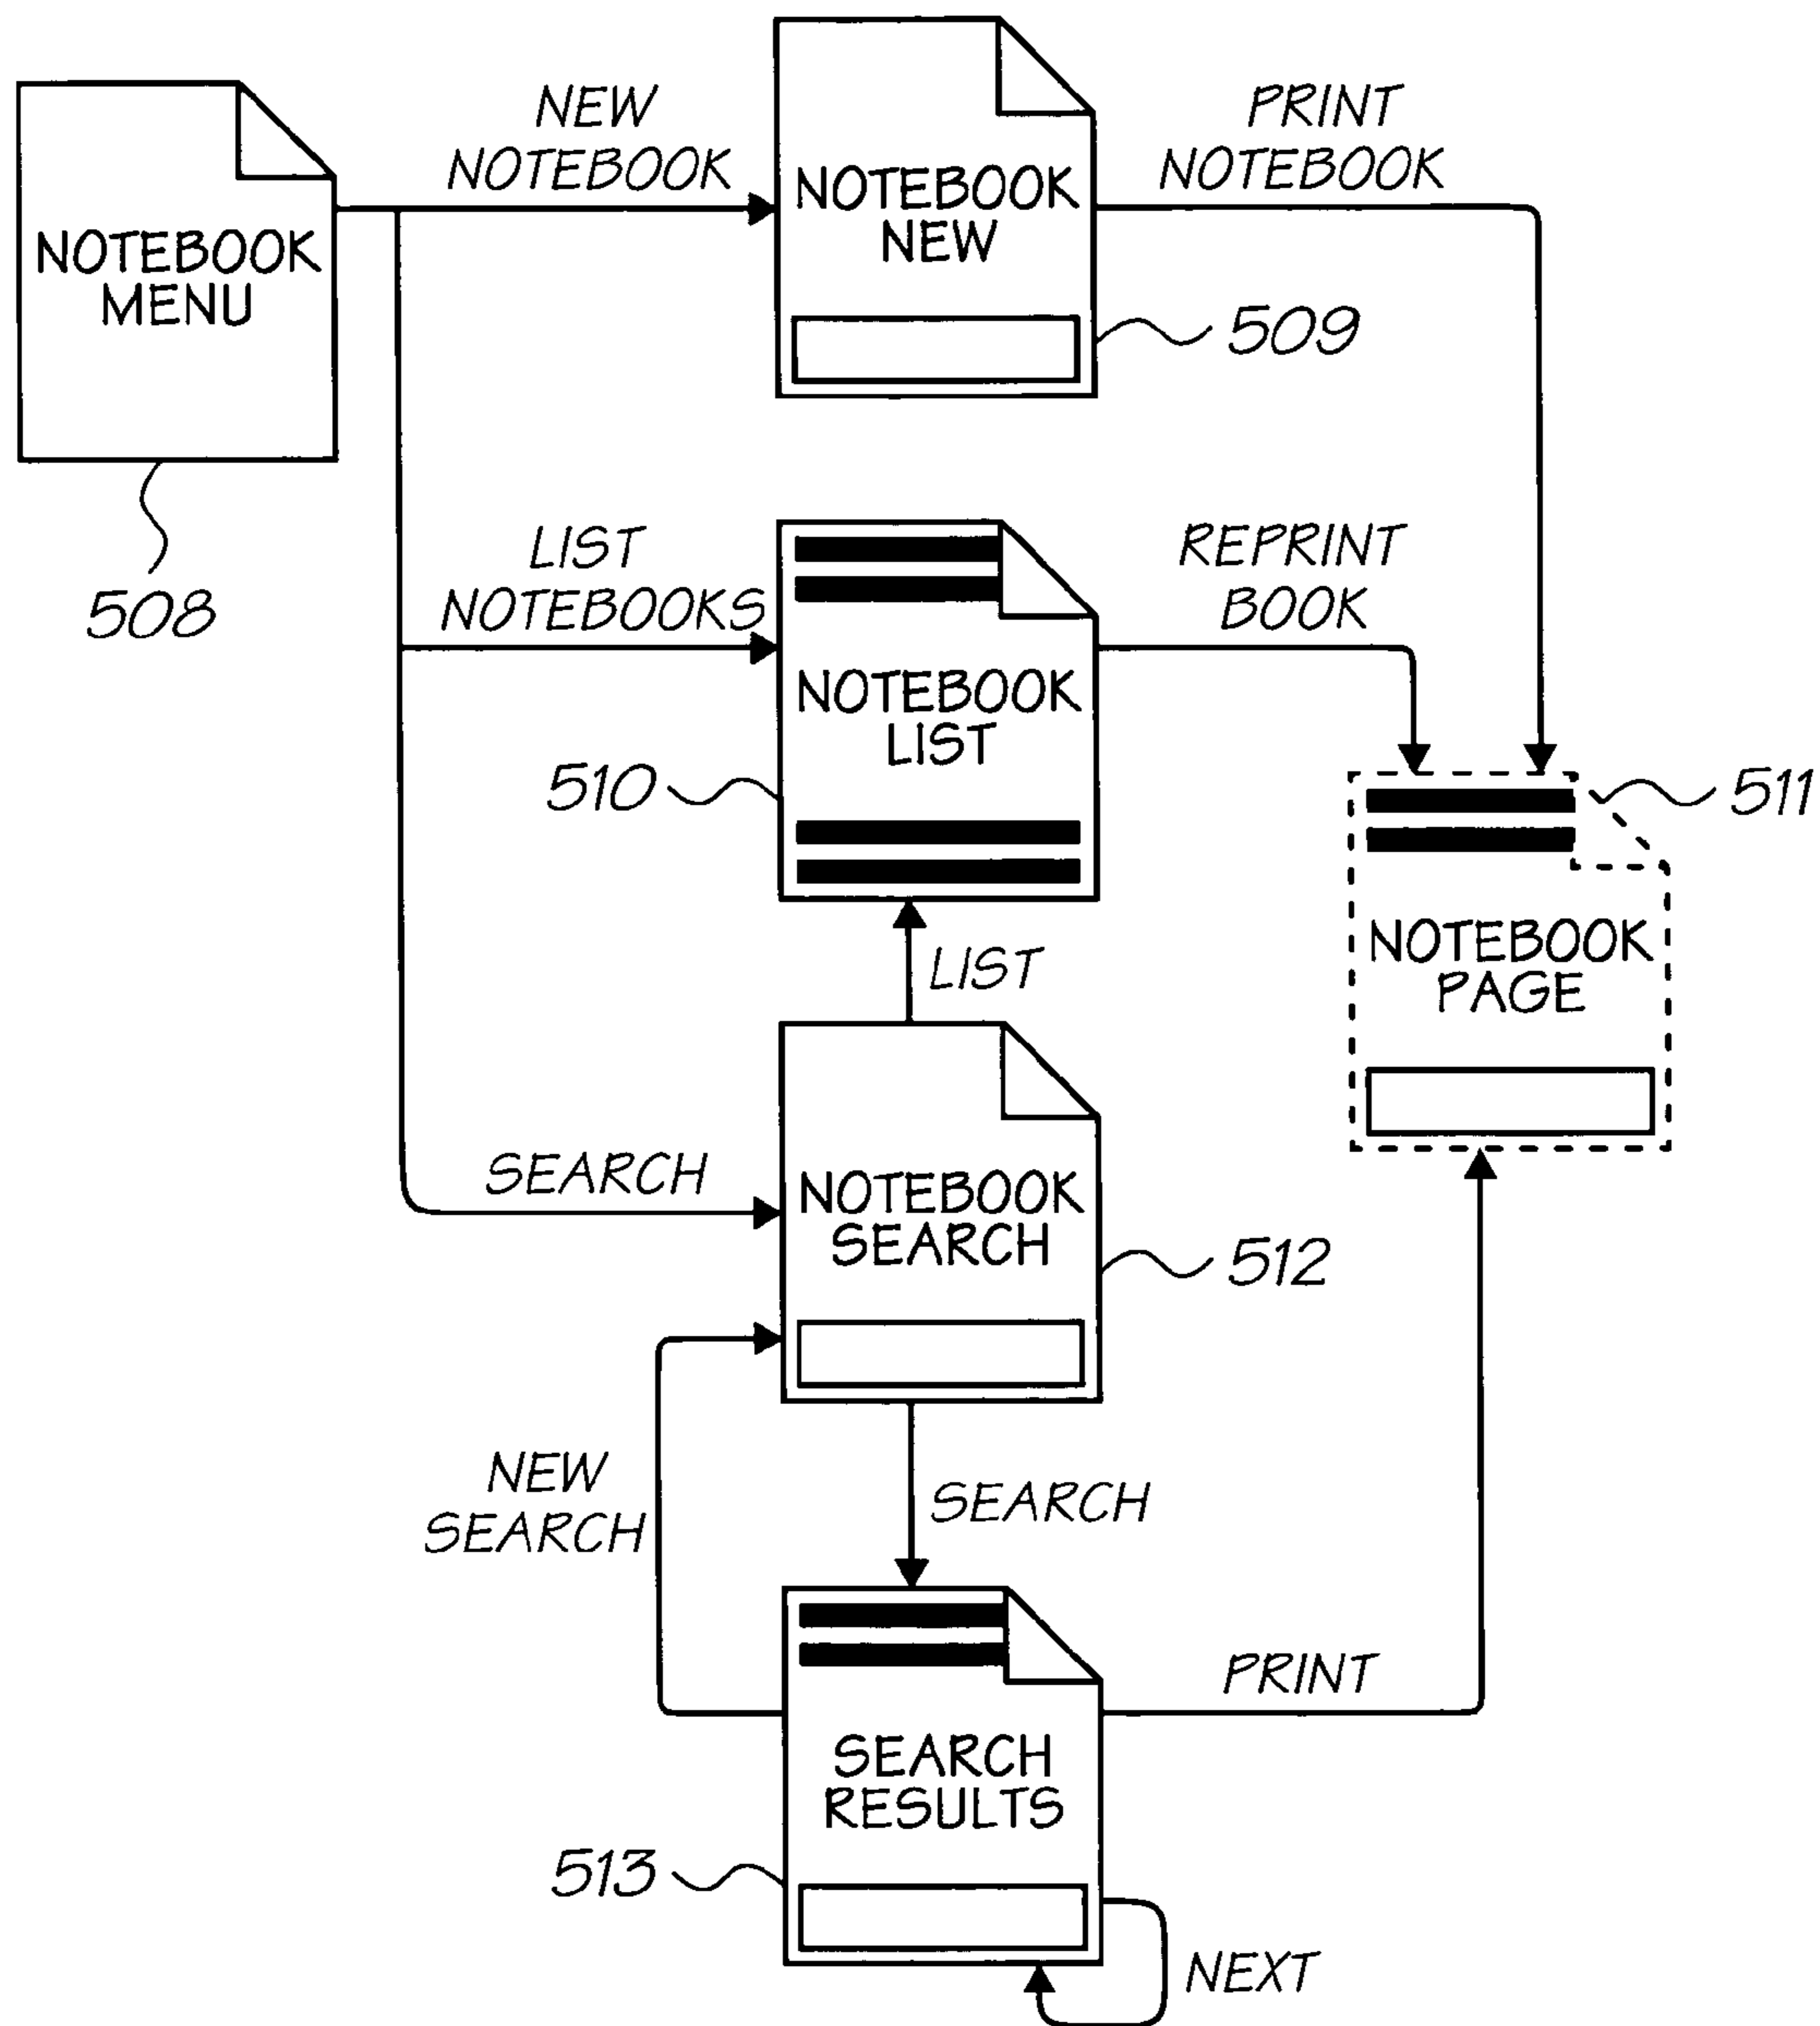 NEW
NOTEBOOK
PRINT
NOTEBOOK
NOTEBOOK
MENU
NOTEBOOK
NEW
509
508
LIST
NOTEBOOKS
REPRINT
BOOK
NOTEBOOK
LIST
510
511
NOTEBOOK
PAGE
LIST
SEARCH
NOTEBOOK
SEARCH
512
NEW
SEARCH
SEARCH
PRINT
SEARCH
RESULTS
513
NEXT